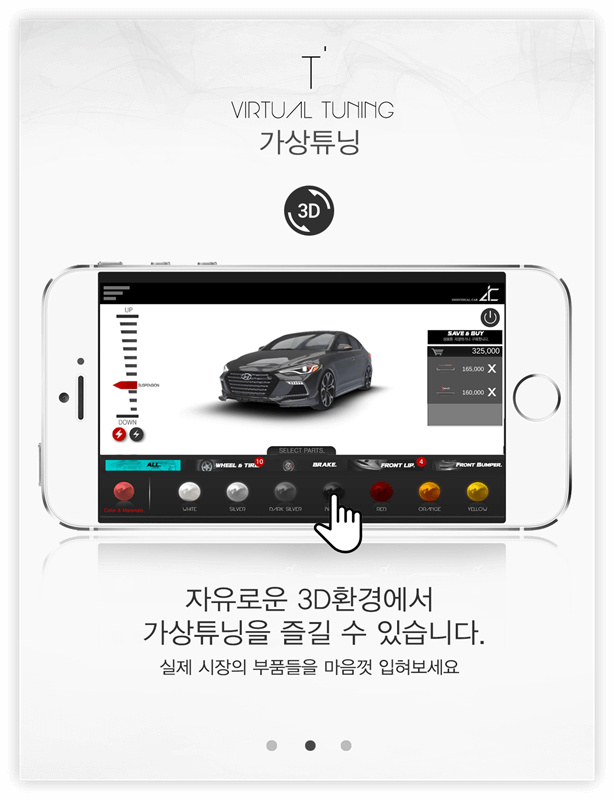 T'
VIRTUAL TUNING
가상튜닝
3D
UP
SUSPENSION
DOWN
SAVE & BUY
325,000
165,000 X
160,000 X
SELECT PARTS.
ALL. WHEEL & TIRE 10 BRAKE. FRONT LIP. 4 FRONT BUMPER.
Color & Materials WHITE SILVER DARK SILVER RED ORANGE YELLOW
자유로운 3D환경에서
가상튜닝을 즐길 수 있습니다.
실제 시장의 부품들을 마음껏 입혀보세요